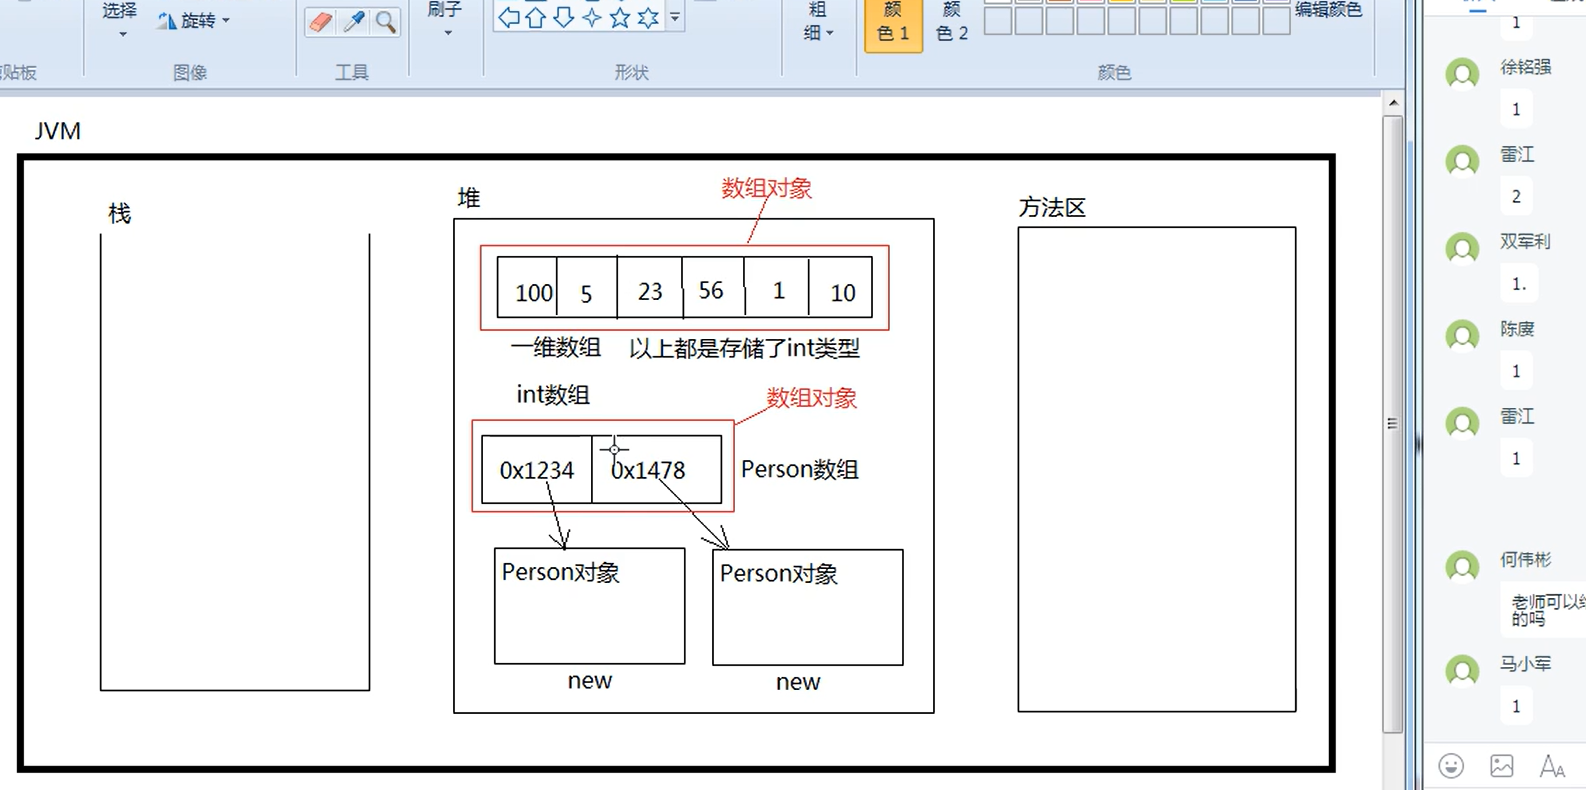 选择
旋转
刷子
粗
细
颜
色 1
颜
色 2
编辑颜色
贴板
图像
工具
形状
颜色
JVM
栈
堆
数组对象
方法区
100 5 23 56 1 10
一维数组 以上都是存储了int类型
int数组
数组对象
0x1234 0x1478 Person数组
Person对象 Person对象
new new
1
徐铭强
1
雷江
2
双军利
1.
陈赓
1
雷江
1
何伟彬
老师可以
的吗
马小军
1